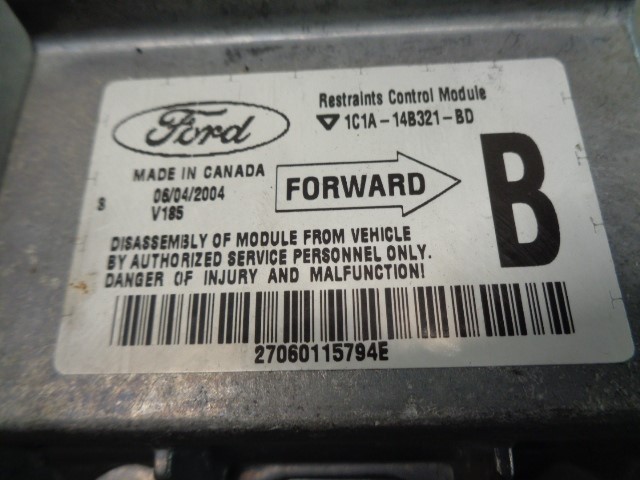 Ford
Restraints Control Module
1C1A-14B321-BD
MADE IN CANADA
06/04/2004
V185
8
FORWARD
B
DISASSEMBLY OF MODULE FROM VEHICLE
BY AUTHORIZED SERVICE PERSONNEL ONLY.
DANGER OF INJURY AND MALFUNCTION!
27060115794E